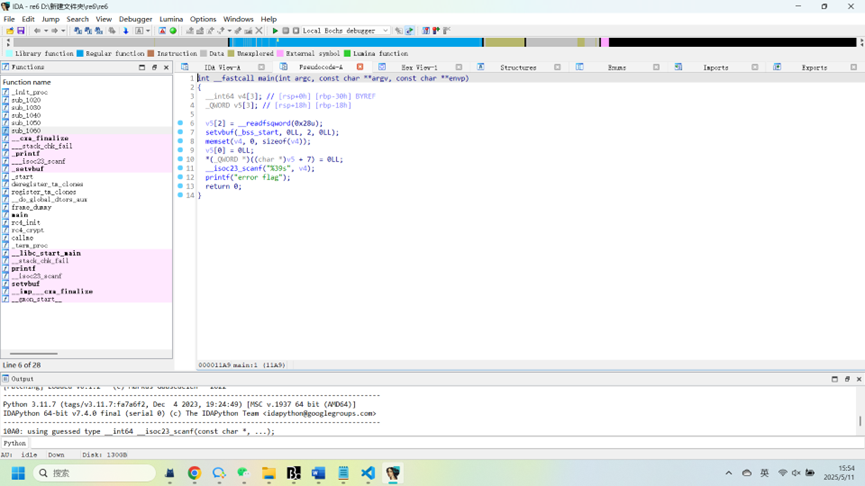 IDA - re6 D:\新建文件夹\re9\re6
File Edit Jump Search View Debugger Lumina Options Windows Help
Local Bochs debugger
Library function Regular function Instruction Data Unexplored External symbol Lumina function
Functions
IDA View-A Pseudocode-A Hex View-1 Structures Enums Imports Exports
Function name
_init_proc
sub_1020
sub_1030
sub_1040
sub_1050
sub_1060
__cxa_finalize
___stack_chk_fail
_printf
___isoc23_scanf
_setvbuf
_start
deregister_tm_clones
register_tm_clones
__do_global_dtors_aux
frame_dummy
main
rc4_init
rc4_crypt
callme
_term_proc
__libc_start_main
__stack_chk_fail
printf
__isoc23_scanf
setvbuf
__imp___cxa_finalize
__gmon_start__
Line 6 of 28
1 int __fastcall main(int argc, const char **argv, const char **envp)
2 {
3 __int64 v4[3]; // [rsp+0h] [rbp-30h] BYREF
4 _QWORD v5[3]; // [rsp+18h] [rbp-18h]
5
6 v5[2] = __readfsqword(0x28u);
7 setvbuf(_bss_start, 0LL, 2, 0LL);
8 memset(v4, 0, sizeof(v4));
9 v5[0] = 0LL;
10 *(_QWORD *)((char *)v5 + 7) = 0LL;
11 __isoc23_scanf("%39s", v4);
12 printf("error flag");
13 return 0;
14 }
000011A9 main:1 (11A9)
Output
Python 3.11.7 (tags/v3.11.7:fa7a6f2, Dec 4 2023, 19:24:49) [MSC v.1937 64 bit (AMD64)]
IDAPython 64-bit v7.4.0 final (serial 0) (c) The IDAPython Team <idapython@googlegroups.com>
10A0: using guessed type __int64 __isoc23_scanf(const char *, ...);
Python
AU: idle Down Disk: 130GB
搜索
英
15:54
2025/5/11